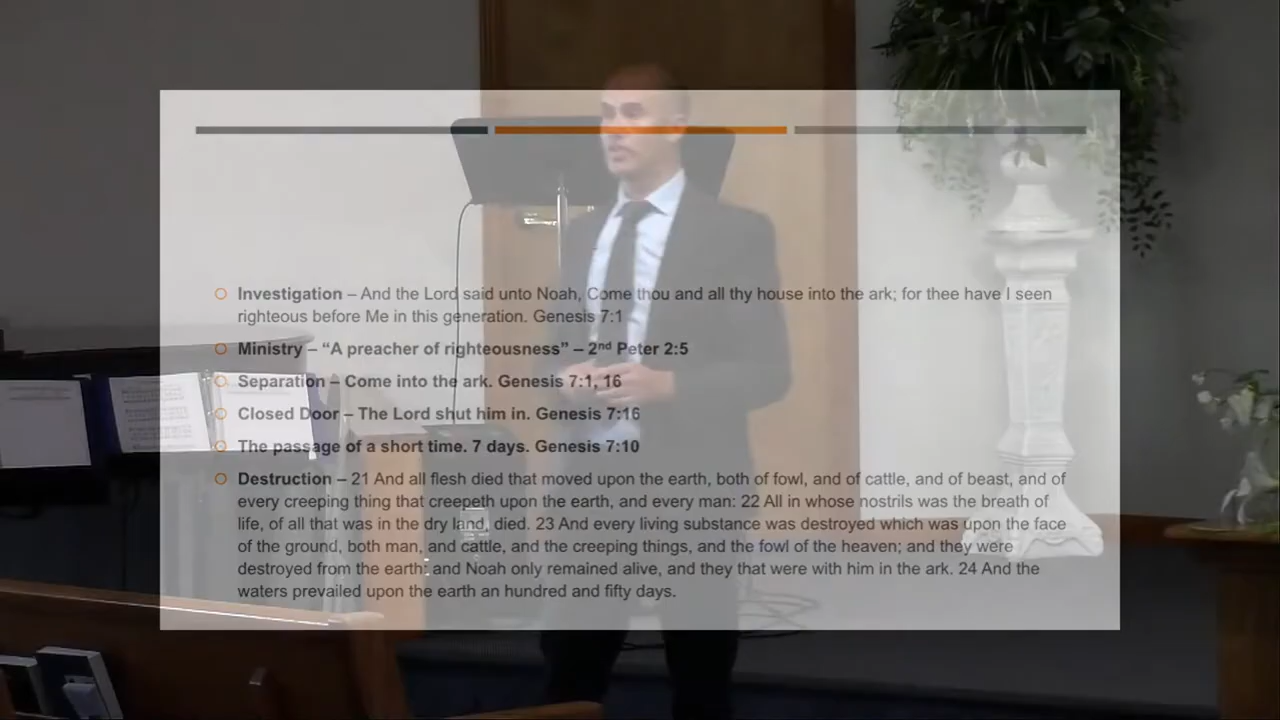 Investigation – And the Lord said unto Noah, Come thou and all thy house into the ark; for thee have I seen
righteous before Me in this generation. Genesis 7:1
Ministry – “A preacher of righteousness” – 2nd Peter 2:5
Separation – Come into the ark. Genesis 7:1, 16
Closed Door – The Lord shut him in. Genesis 7:16
The passage of a short time. 7 days. Genesis 7:10
Destruction – 21 And all flesh died that moved upon the earth, both of fowl, and of cattle, and of beast, and of
every creeping thing that creepeth upon the earth, and every man: 22 All in whose nostrils was the breath of
life, of all that was in the dry land, died. 23 And every living substance was destroyed which was upon the face
of the ground, both man, and cattle, and the creeping things, and the fowl of the heaven; and they were
destroyed from the earth: and Noah only remained alive, and they that were with him in the ark. 24 And the
waters prevailed upon the earth an hundred and fifty days.